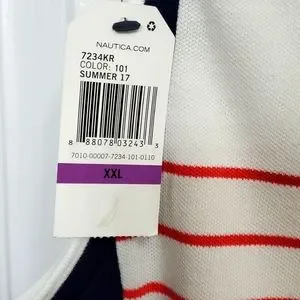 NAUTICA.COM
7234KR
COLOR: 101
SUMMER 17
8 88078 03243 3
7010-00007-7234-101-0110
XXL